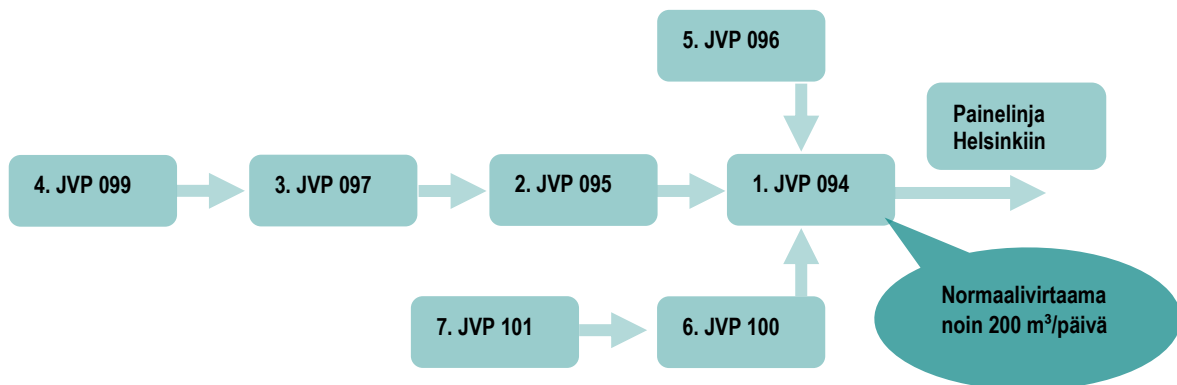 5. JVP 096
Painelinja
Helsinkiin
4. JVP 099
3. JVP 097
2. JVP 095
1. JVP 094
Normaalivirtaama
noin 200 m³/päivä
7. JVP 101
6. JVP 100